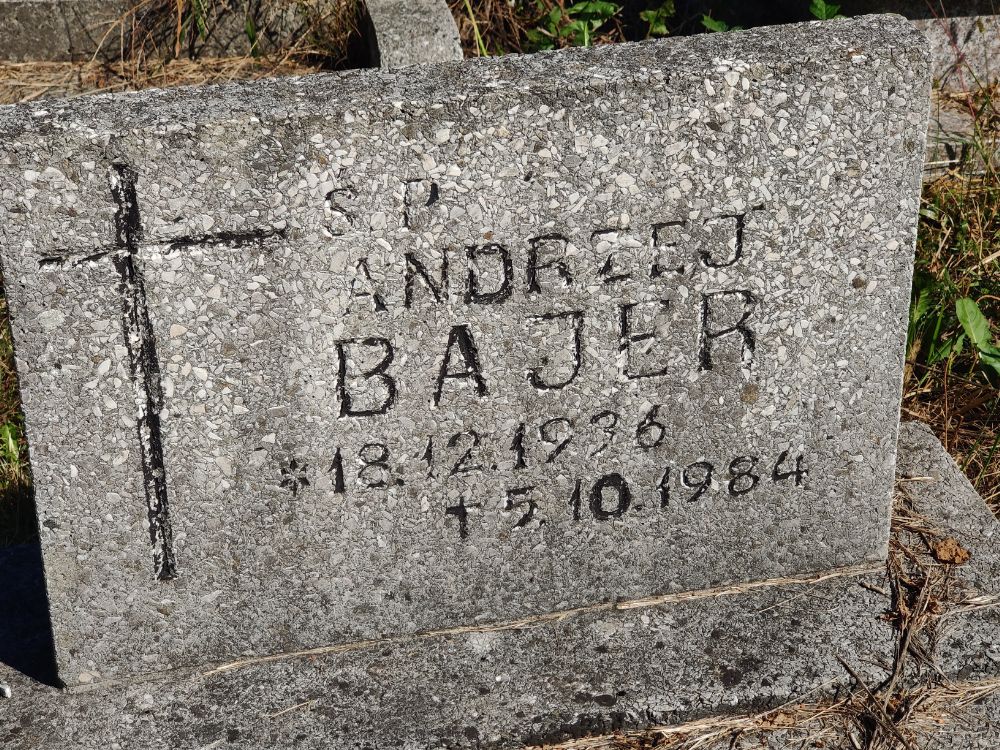 Ś P
ANDRZEJ
BAJER
* 18.12.1936
+ 5.10.1984